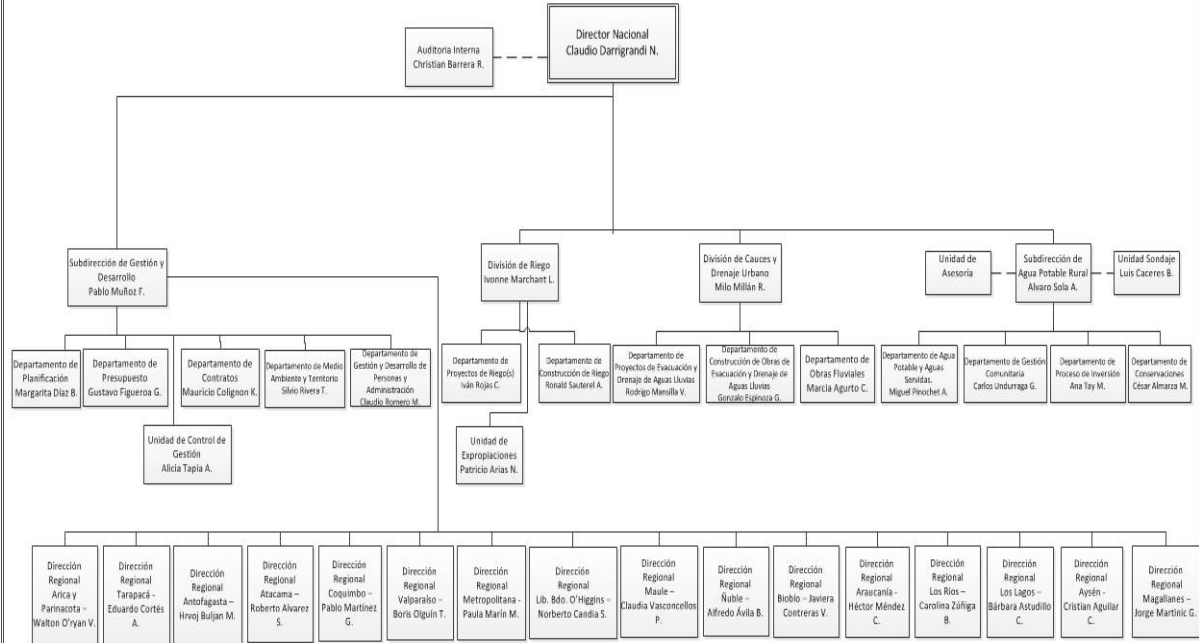 Director Nacional
Claudio Darrigrandi N.
Auditoria Interna
Christian Barrera R.
Subdirección de Gestión y
Desarrollo
Pablo Muñoz F.
División de Riego
Ivonne Marchant L.
División de Cauces y
Drenaje Urbano
Milo Millán R.
Unidad de
Asesoría
Subdirección de
Agua Potable Rural
Alvaro Sola A.
Unidad Sondaje
Luis Caceres B.
Departamento de
Planificación
Margarita Díaz B.
Departamento de
Presupuesto
Gustavo Figueroa G.
Departamento de
Contratos
Mauricio Colignon K.
Departamento de Medio
Ambiente y Territorio
Silvio Rivera T.
Departamento de
Gestión y Desarrollo de
Personas y
Administración
Claudio Romero M.
Departamento de
Proyectos de Riego(s)
Iván Rojas C.
Departamento de
Construcción de Riego
Ronald Sauterel A.
Departamento de
Proyectos de Evacuación y
Drenaje de Aguas Lluvias
Rodrigo Mansilla V.
Departamento de
Construcción de Obras de
Evacuación y Drenaje de
Aguas Lluvias
Gonzalo Espinoza G.
Departamento de
Obras Fluviales
Marcia Agurto C.
Departamento de Agua
Potable y Aguas
Servidas.
Miguel Pinochet A.
Departamento de Gestión
Comunitaria
Carlos Undurraga G.
Departamento de
Proceso de Inversión
Ana Tay M.
Departamento de
Conservaciones
César Almarza M.
Unidad de Control de
Gestión
Alicia Tapia A.
Unidad de
Expropiaciones
Patricio Arias N.
Dirección
Regional
Arica y
Parinacota –
Walton O'ryan V.
Dirección
Regional
Tarapacá -
Eduardo Cortés
A.
Dirección
Regional
Antofagasta –
Hrvoj Buljan M.
Dirección
Regional
Atacama –
Roberto Alvarez
S.
Dirección
Regional
Coquimbo –
Pablo Martínez
G.
Dirección
Regional
Valparaíso –
Boris Olguín T.
Dirección
Regional
Metropolitana -
Paula Marín M.
Dirección
Regional
Lib. Bdo. O'Higgins –
Norberto Candia S.
Dirección
Regional
Maule –
Claudia Vasconcellos
P.
Dirección
Regional
Ñuble –
Alfredo Ávila B.
Dirección
Regional
Biobío – Javiera
Contreras V.
Dirección
Regional
Araucanía -
Héctor Méndez
C.
Dirección
Regional
Los Ríos –
Carolina Zúñiga
B.
Dirección
Regional
Los Lagos –
Bárbara Astudillo
C.
Dirección
Regional
Aysén -
Cristian Aguilar
C.
Dirección
Regional
Magallanes –
Jorge Martinic G.